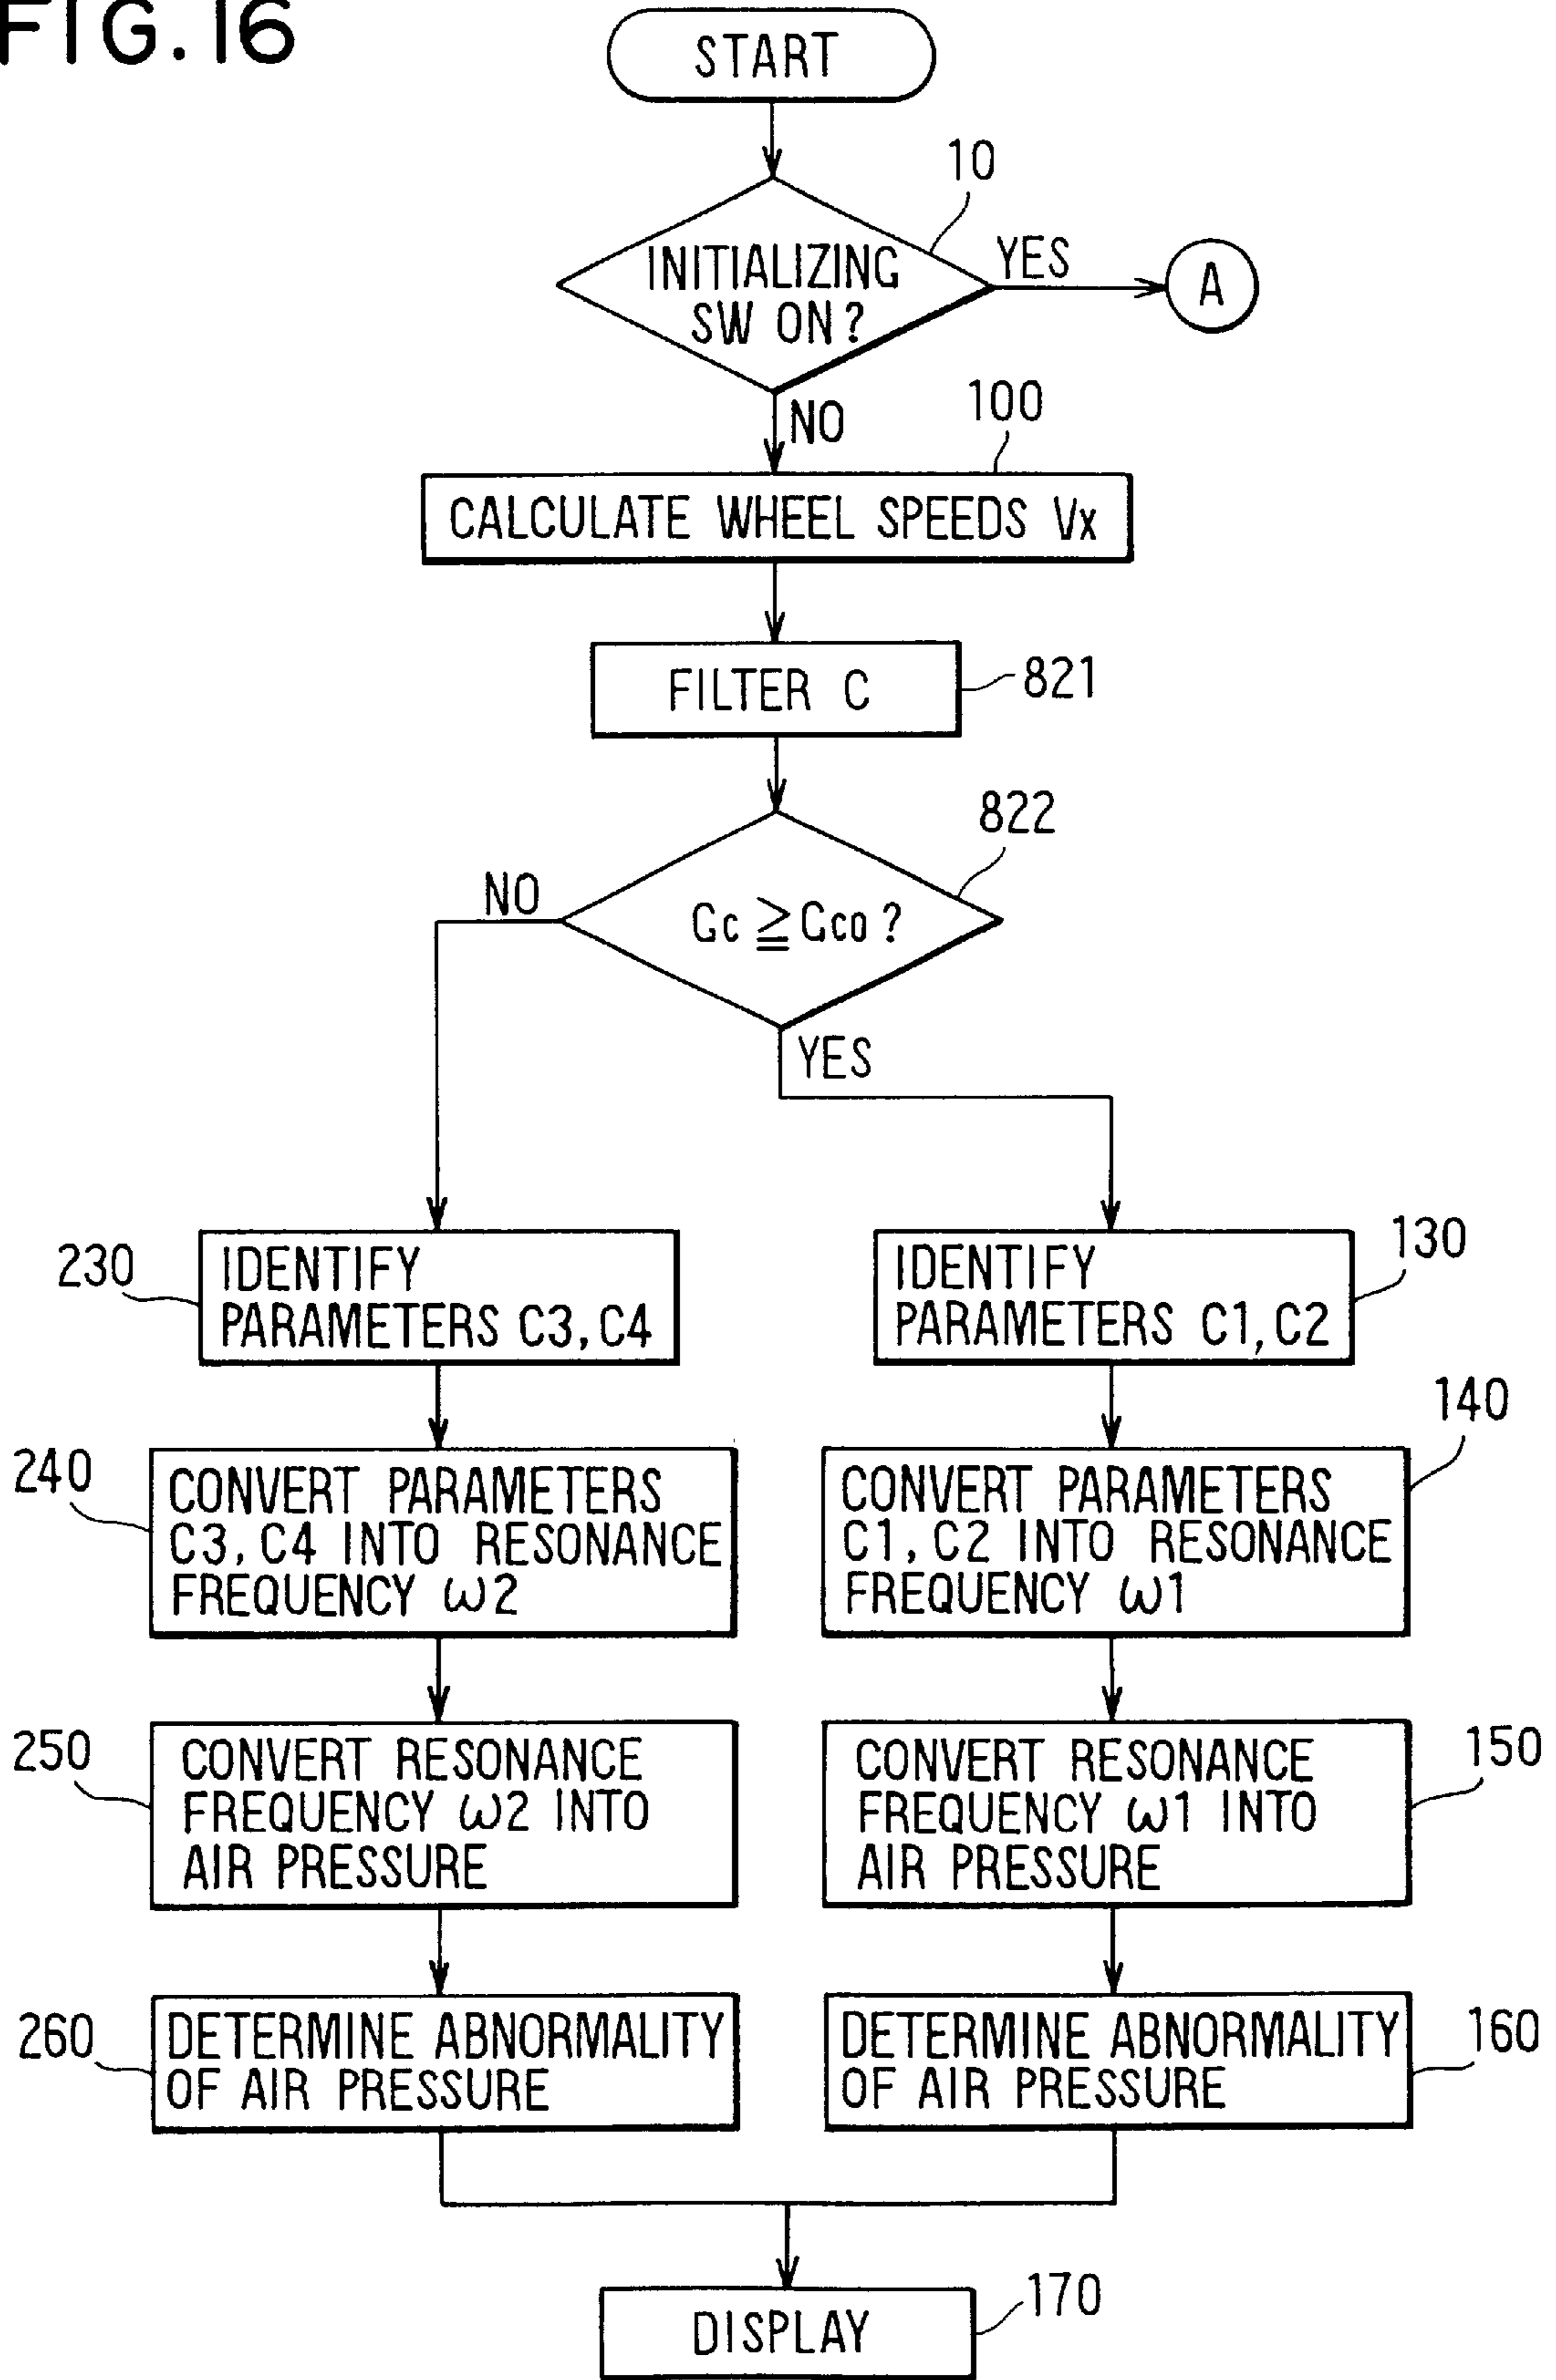 FIG. 16
START
10
INITIALIZING
SW ON?
YES
A
NO
100
CALCULATE WHEEL SPEEDS Vx
FILTER C
821
822
NO
Gc ≧ Gc0 ?
YES
230
IDENTIFY
PARAMETERS C3, C4
130
IDENTIFY
PARAMETERS C1, C2
240
CONVERT PARAMETERS
C3, C4 INTO RESONANCE
FREQUENCY ω2
140
CONVERT PARAMETERS
C1, C2 INTO RESONANCE
FREQUENCY ω1
250
CONVERT RESONANCE
FREQUENCY ω2 INTO
AIR PRESSURE
150
CONVERT RESONANCE
FREQUENCY ω1 INTO
AIR PRESSURE
260
DETERMINE ABNORMALITY
OF AIR PRESSURE
160
DETERMINE ABNORMALITY
OF AIR PRESSURE
170
DISPLAY